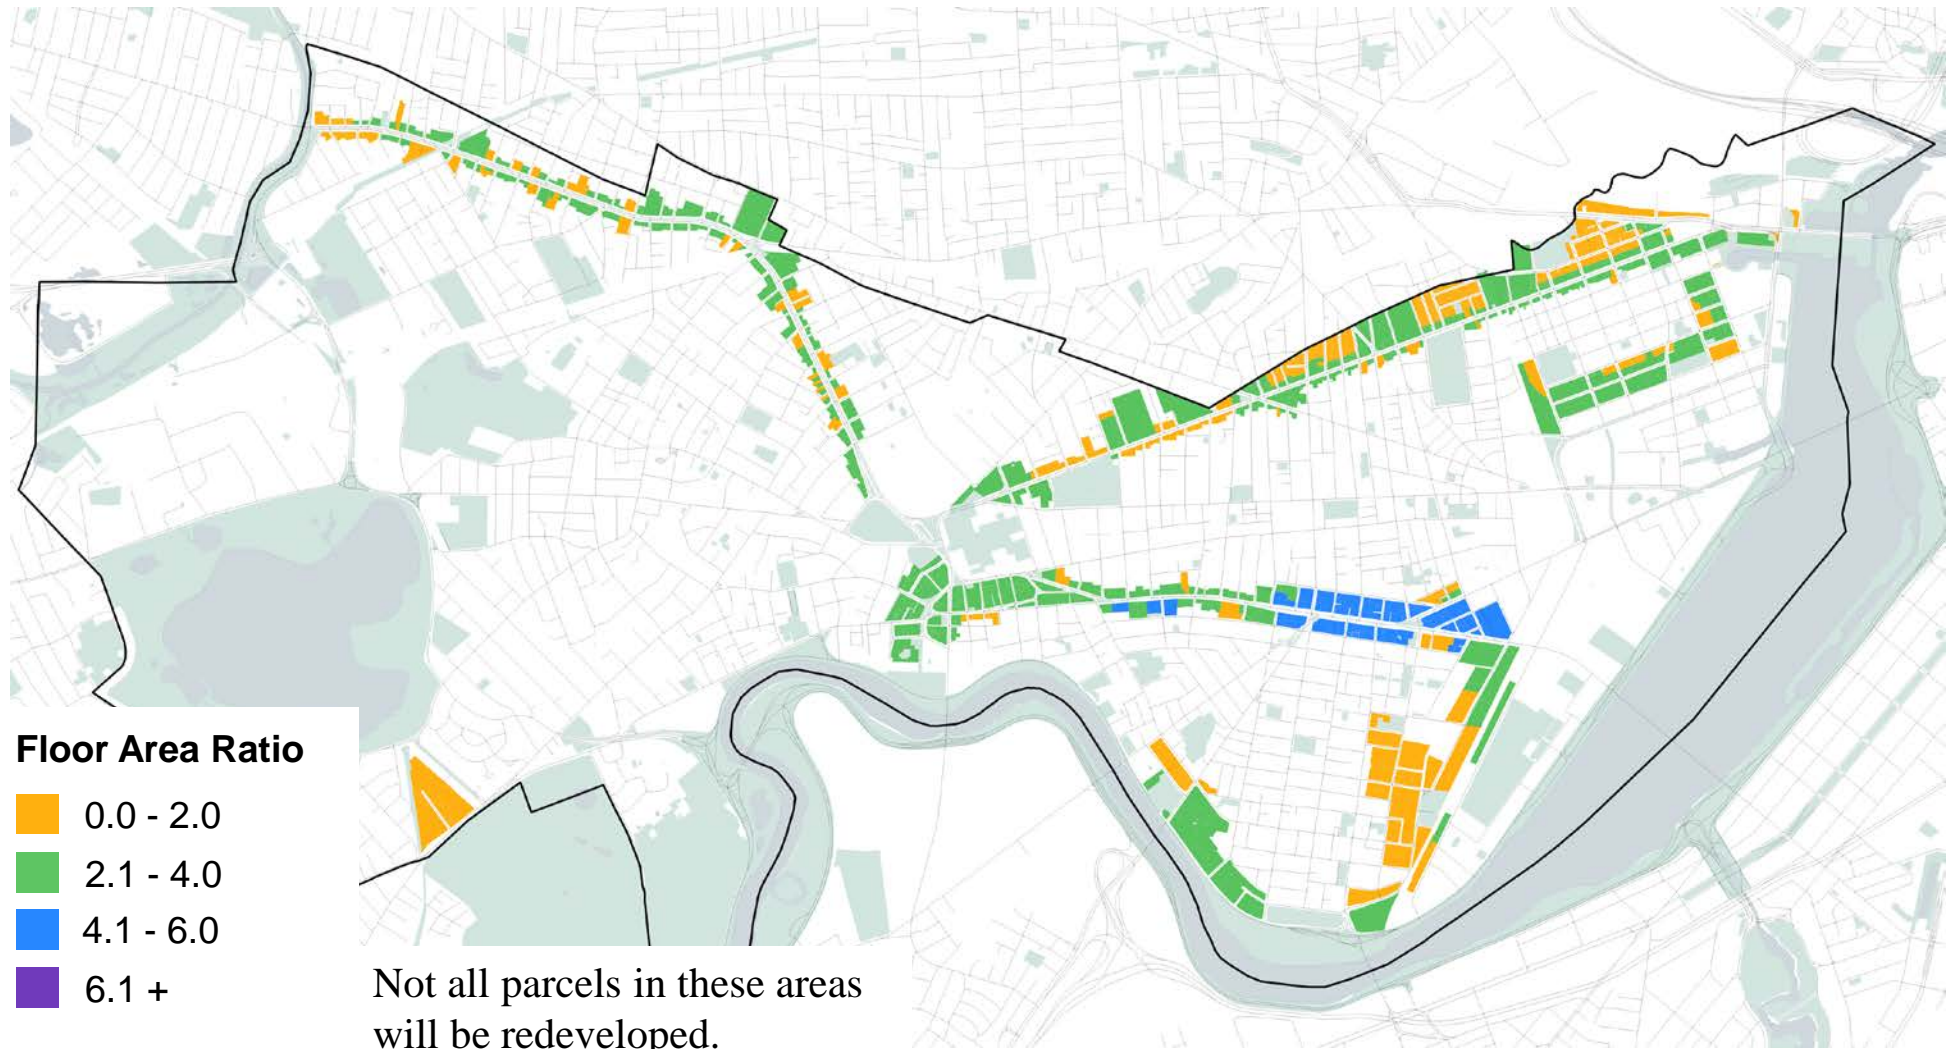 Floor Area Ratio
0.0 - 2.0
2.1 - 4.0
4.1 - 6.0
6.1 +
Not all parcels in these areas
will be redeveloped.